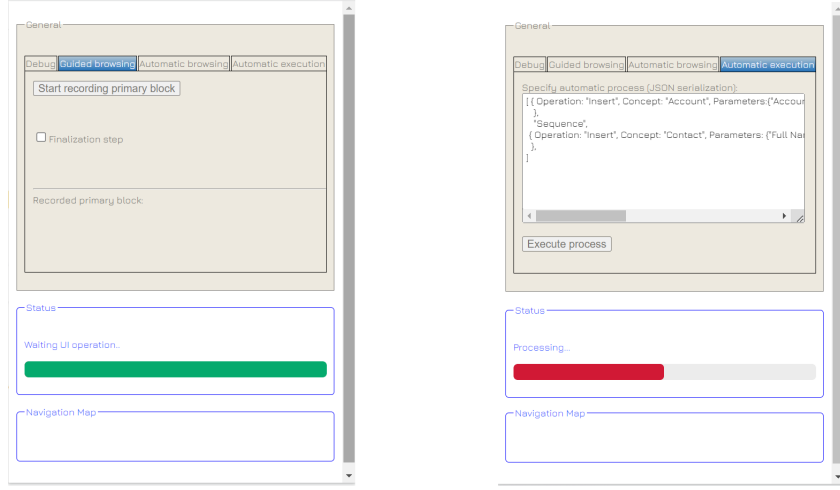 General
Debug Guided browsing Automatic browsing Automatic execution
Start recording primary block
Finalization step
Recorded primary block:
Status
Waiting UI operation..
Navigation Map
General
Debug Guided browsing Automatic browsing Automatic execution
Specify automatic process (JSON serialization):
[ { Operation: "Insert", Concept: "Account", Parameters:{"Accour
},
"Sequence",
{ Operation: "Insert", Concept: "Contact", Parameters: {"Full Nar
},
]
Execute process
Status
Processing...
Navigation Map